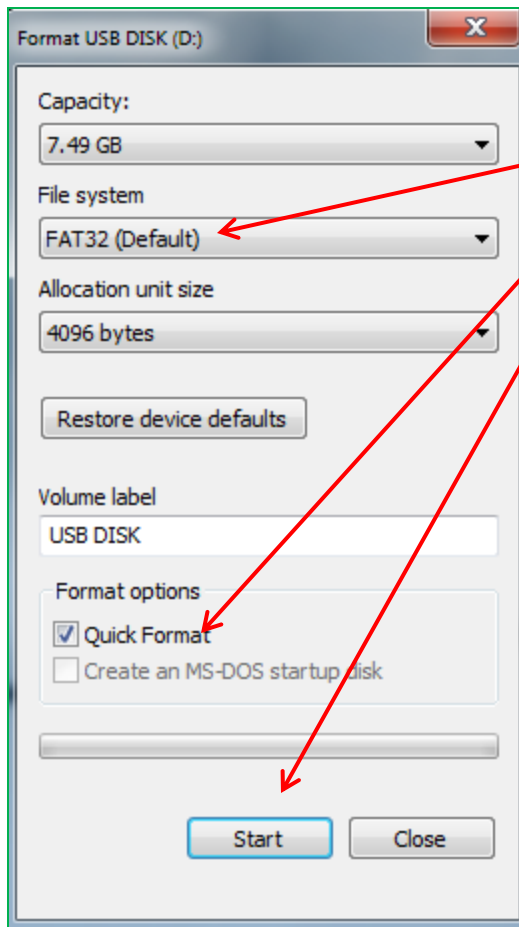 Format USB DISK (D:)
Capacity:
7.49 GB
File system
FAT32 (Default)
Allocation unit size
4096 bytes
Restore device defaults
Volume label
USB DISK
Format options
Quick Format
Create an MS-DOS startup disk
Start Close